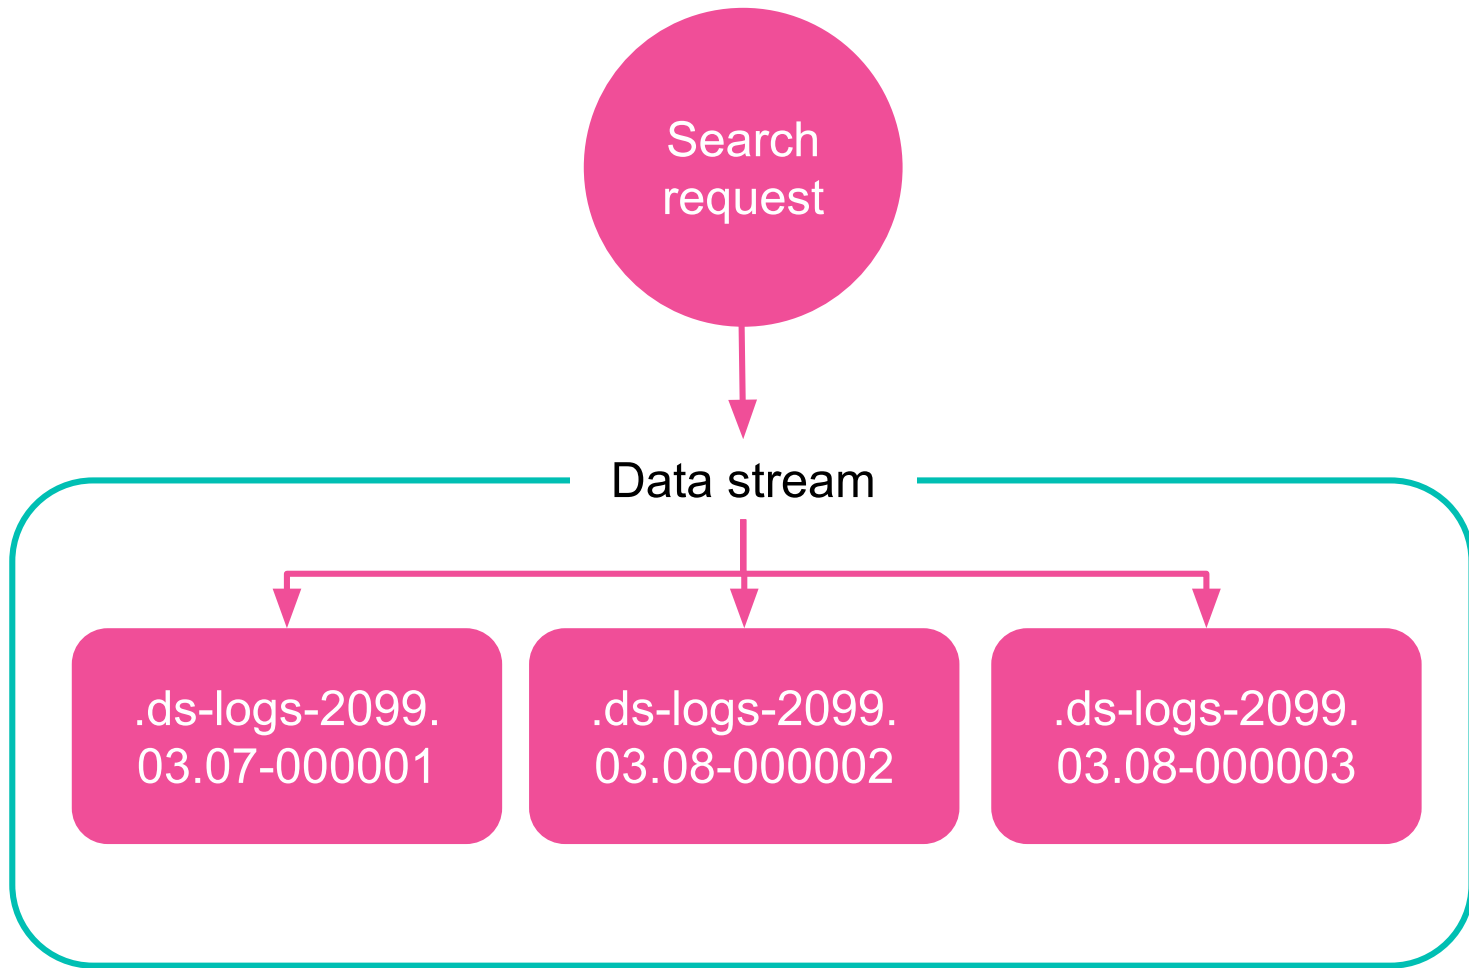 Search
request
Data stream
.ds-logs-2099.
03.07-000001
.ds-logs-2099.
03.08-000002
.ds-logs-2099.
03.08-000003